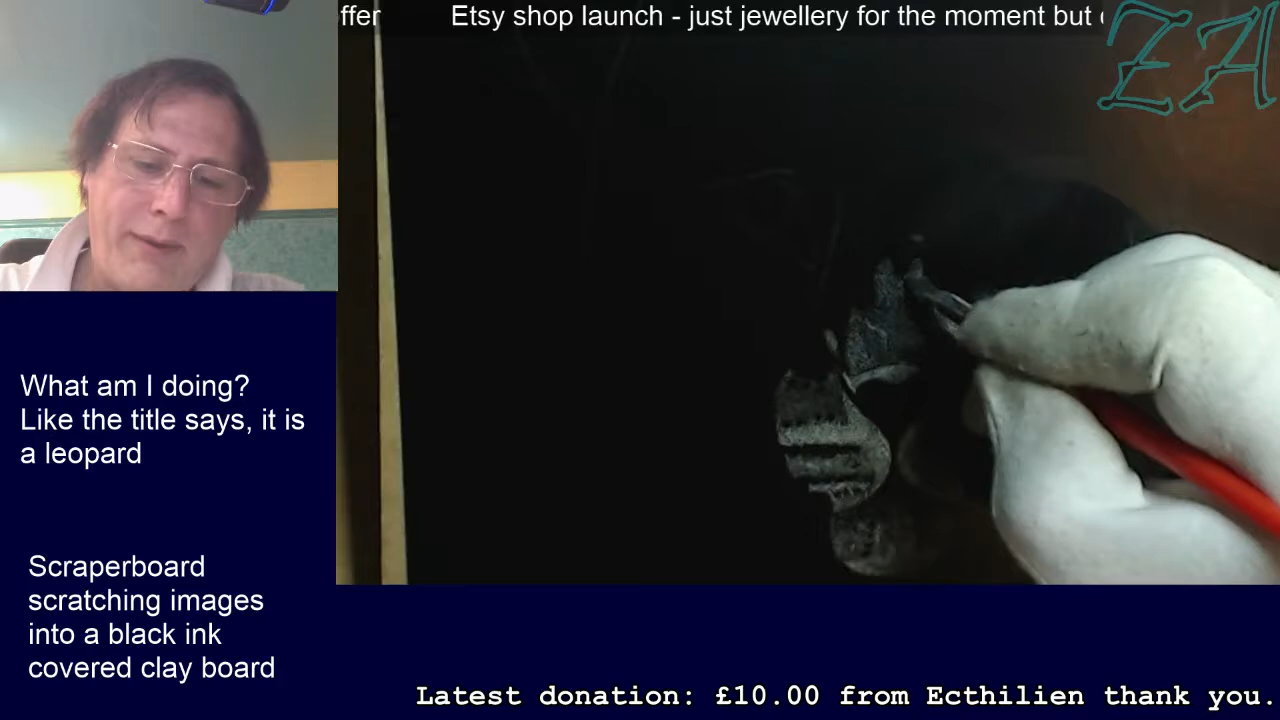 ffer Etsy shop launch - just jewellery for the moment but
ZA
What am I doing?
Like the title says, it is
a leopard
Scraperboard
scratching images
into a black ink
covered clay board
Latest donation: £10.00 from Ecthilien thank you.